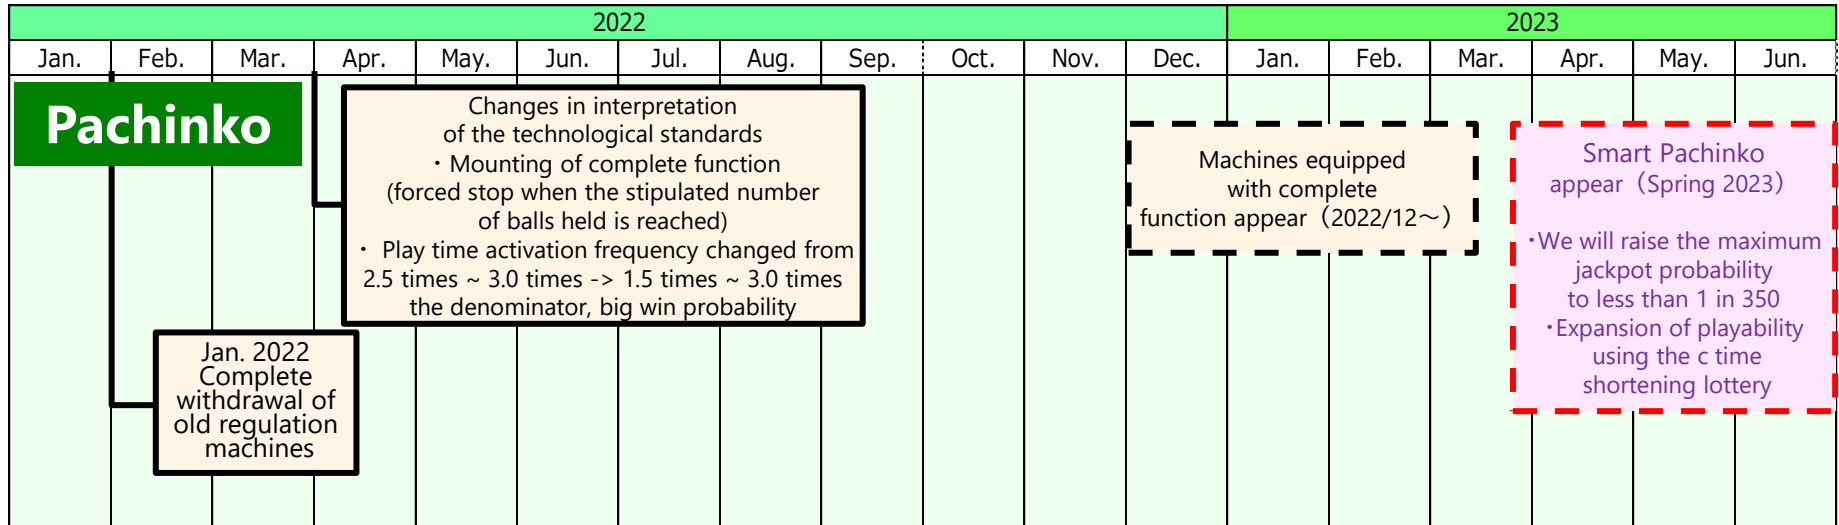 2022
2023
Jan.
Feb.
Mar.
Apr.
May.
Jun.
Jul.
Aug.
Sep.
Oct.
Nov.
Dec.
Jan.
Feb.
Mar.
Apr.
May.
Jun.
Pachinko
Changes in interpretation
of the technological standards
・Mounting of complete function
(forced stop when the stipulated number
of balls held is reached)
・ Play time activation frequency changed from
2.5 times ~ 3.0 times -> 1.5 times ~ 3.0 times
the denominator, big win probability
Jan. 2022
Complete
withdrawal of
old regulation
machines
Machines equipped
with complete
function appear（2022/12～）
Smart Pachinko
appear（Spring 2023）
・We will raise the maximum
jackpot probability
to less than 1 in 350
・Expansion of playability
using the c time
shortening lottery